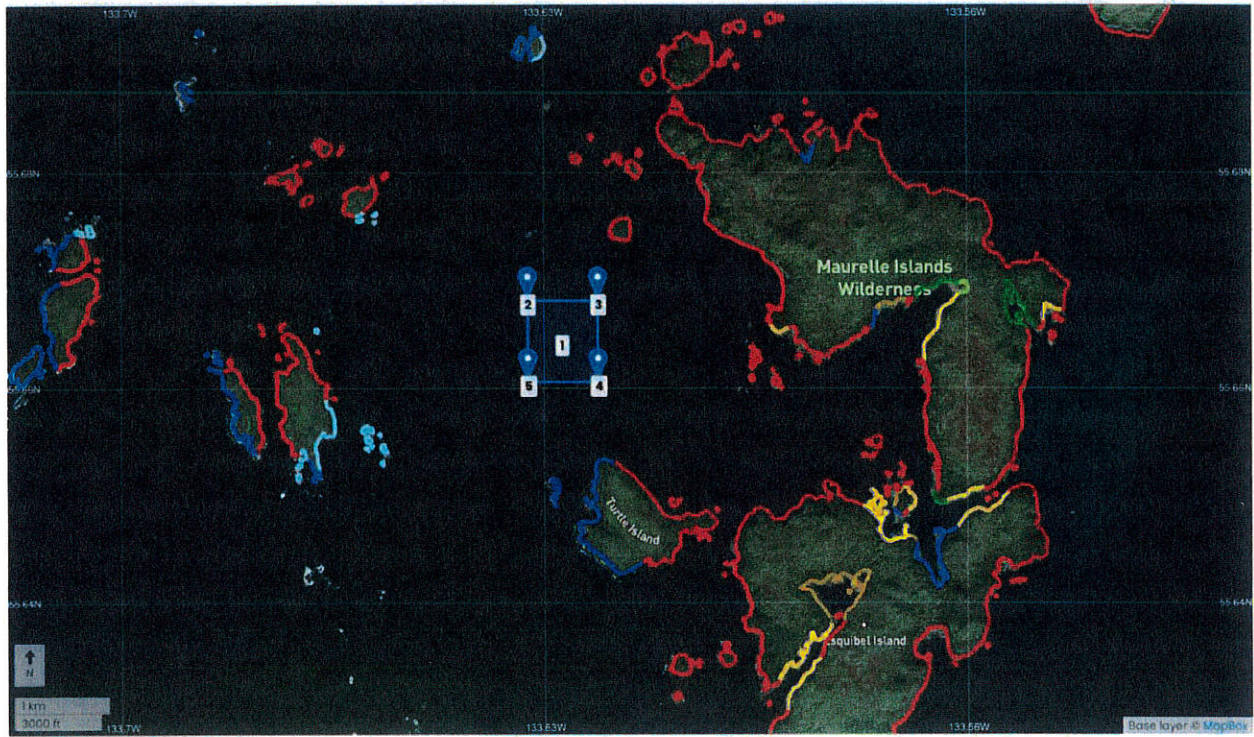 133.7W
133.63W
133.56W
55.68N
55.68N
Maurelle Islands
Wilderness
2
3
1
5
4
55.66N
55.66N
Turtle Island
55.64N
55.64N
Esquibel Island
N
1 km
3000 ft
133.7W
133.63W
133.56W
Base layer © MapBox